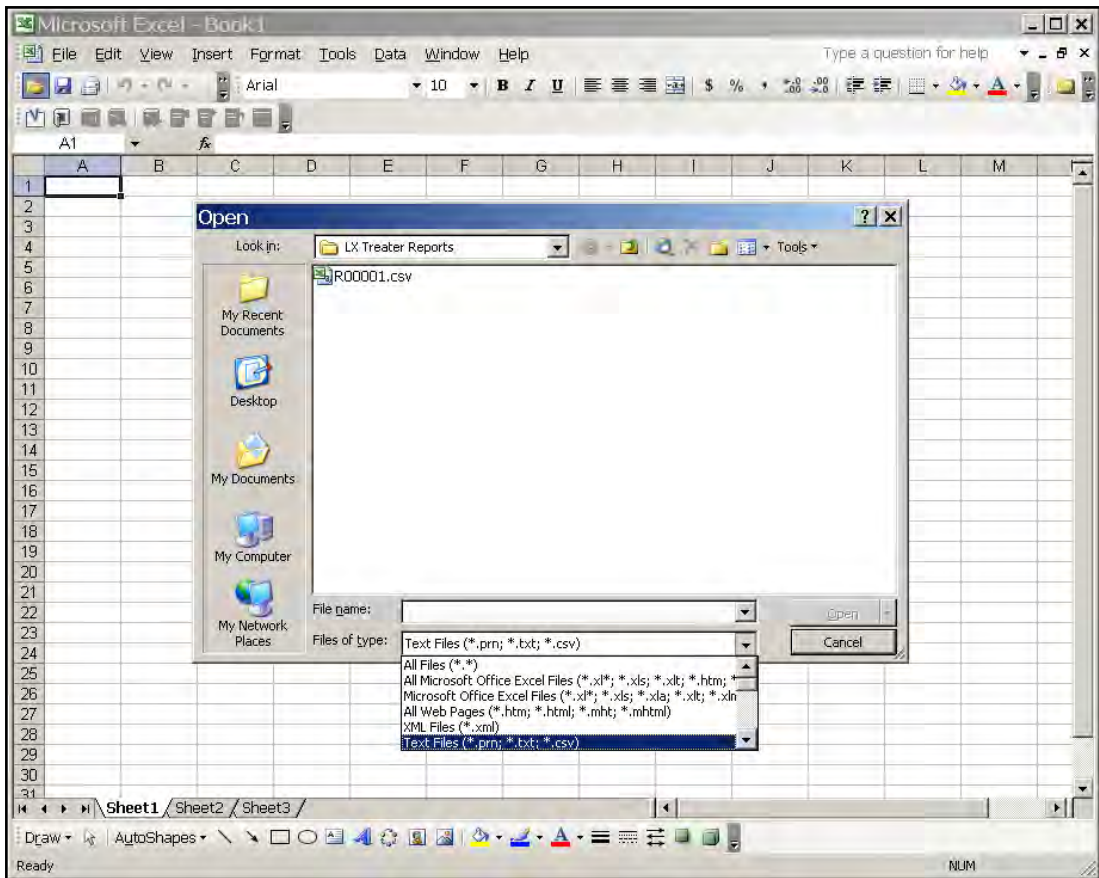 Microsoft Excel - Book1
File Edit View Insert Format Tools Data Window Help Type a question for help
Arial 10 B I U $ % ,
A1 fx
A B C D E F G H I J K L M
1
2
3
4
5
6
7
8
9
10
11
12
13
14
15
16
17
18
19
20
21
22
23
24
25
26
27
28
29
30
31
Open
Look in: LX Treater Reports Tools
R00001.csv
My Recent
Documents
Desktop
My Documents
My Computer
My Network
Places
File name: Open
Files of type: Text Files (*.prn; *.txt; *.csv) Cancel
All Files (*.*)
All Microsoft Office Excel Files (*.xl*; *.xls; *.xlt; *.htm; *
Microsoft Office Excel Files (*.xl*; *.xls; *.xla; *.xlt; *.xlm
All Web Pages (*.htm; *.html; *.mht; *.mhtml)
XML Files (*.xml)
Text Files (*.prn; *.txt; *.csv)
Sheet1 / Sheet2 / Sheet3 /
Draw AutoShapes A A
Ready NUM